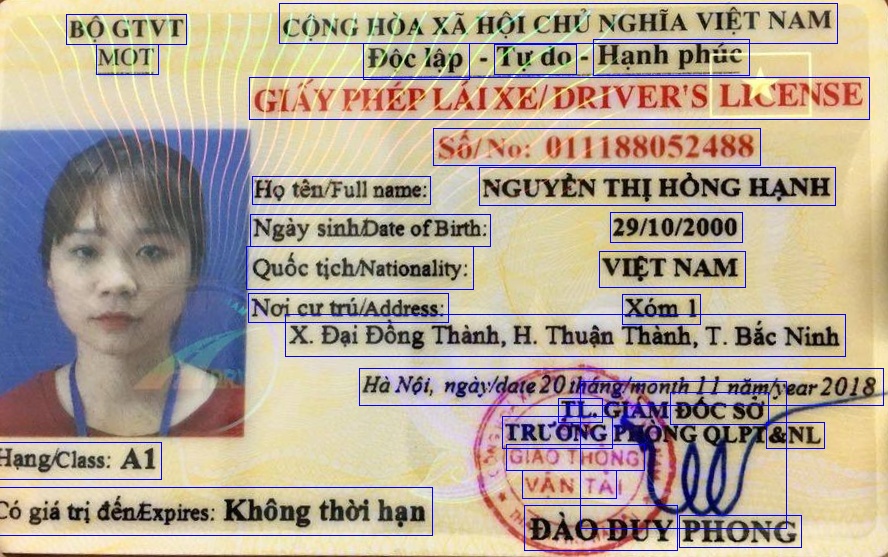 BỘ GTVT
MOT
CỘNG HÒA XÃ HỘI CHỦ NGHĨA VIỆT NAM
Độc lập - Tự do - Hạnh phúc
GIẤY PHÉP LÁI XE/DRIVER'S LICENSE
Số/No: 011188052488
Họ tên/Full name: NGUYỄN THỊ HỒNG HẠNH
Ngày sinh/Date of Birth: 29/10/2000
Quốc tịch/Nationality: VIỆT NAM
Nơi cư trú/Address: Xóm 1
X. Đại Đồng Thành, H. Thuận Thành, T. Bắc Ninh
Hà Nội, ngày/date 20 tháng/month 11 năm/year 2018
TL. GIÁM ĐỐC SỞ
TRƯỞNG PHÒNG QLPT&NL
GIAO THÔNG
VẬN TẢI
Hạng/Class: A1
Có giá trị đến/Expires: Không thời hạn
ĐÀO DUY PHONG